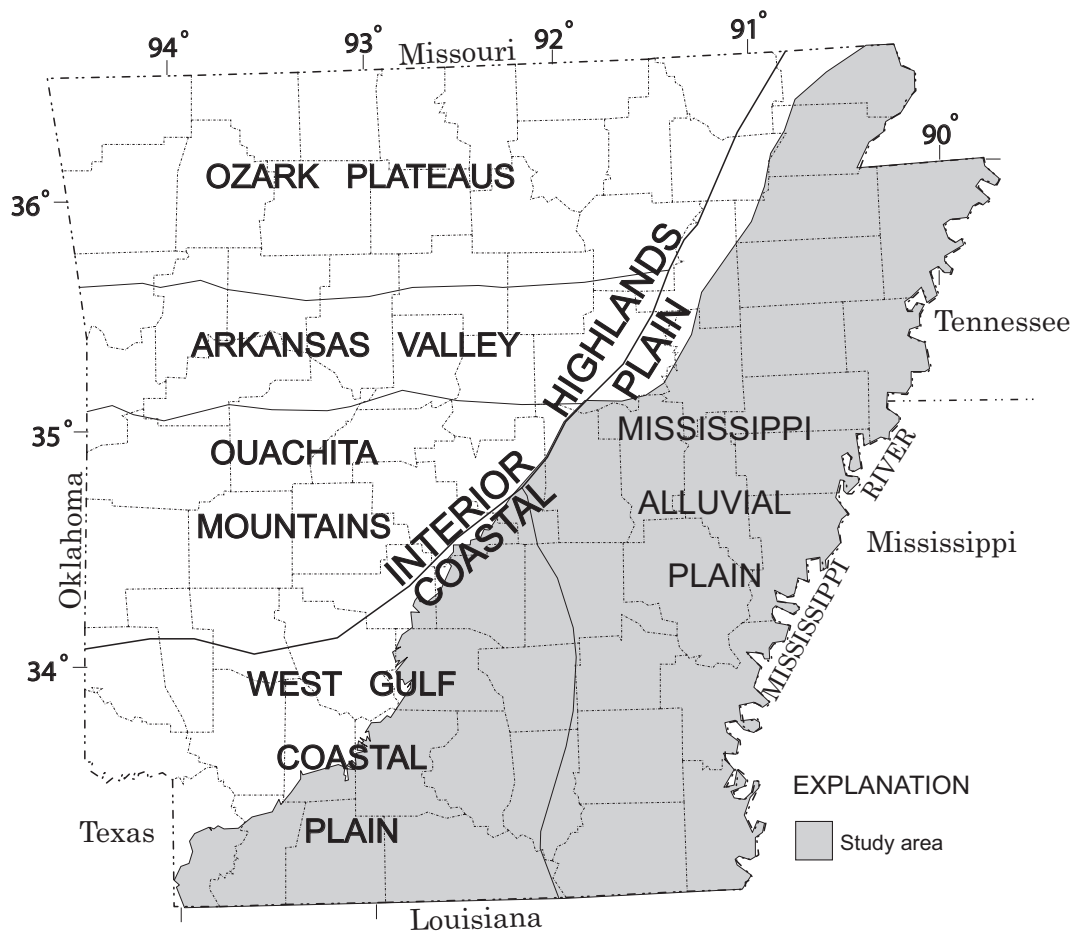 94°
93°
92°
91°
Missouri
90°
OZARK PLATEAUS
36°
HIGHLANDS
PLAIN
Tennessee
ARKANSAS VALLEY
35°
MISSISSIPPI
OUACHITA
RIVER
INTERIOR
COASTAL
ALLUVIAL
MOUNTAINS
Oklahoma
Mississippi
PLAIN
MISSISSIPPI
34°
WEST GULF
COASTAL
EXPLANATION
Texas
PLAIN
Study area
Louisiana